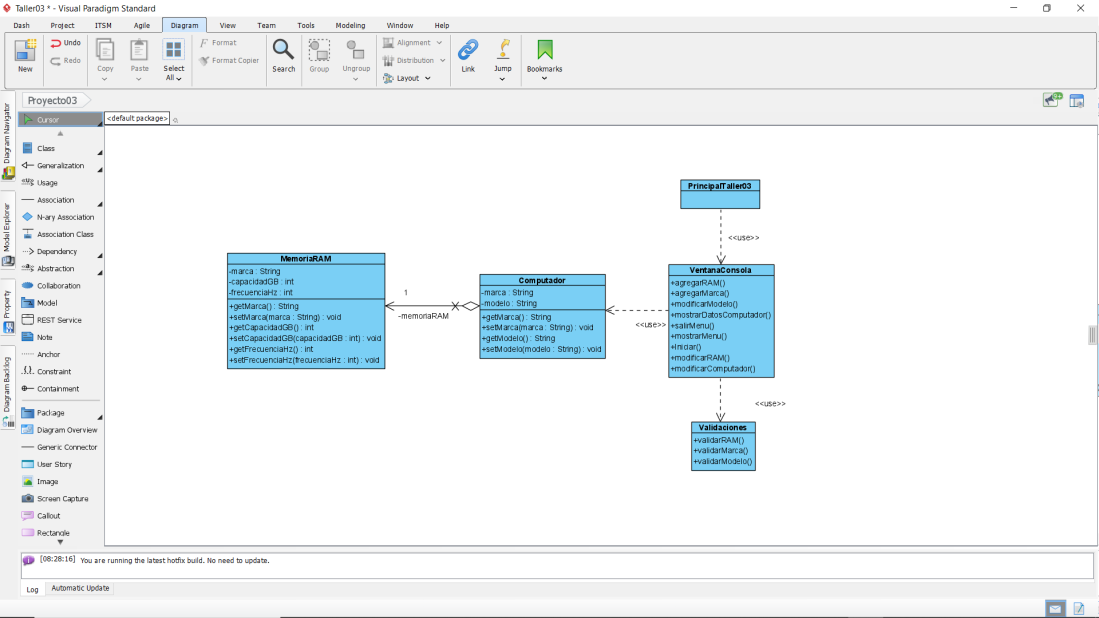 Taller03 * - Visual Paradigm Standard
Dash Project ITSM Agile Diagram View Team Tools Modeling Window Help
New
Undo
Redo
Copy
Paste
Select
All
Format
Format Copier
Search
Group
Ungroup
Alignment
Distribution
Layout
Link
Jump
Bookmarks
Proyecto03
Diagram Navigator
Model Explorer
Property
Diagram Backlog
Cursor
Class
Generalization
<<us>> Usage
Association
N-ary Association
Association Class
Dependency
Abstraction
Collaboration
Model
REST Service
Note
Anchor
Constraint
Containment
Package
Diagram Overview
Generic Connector
User Story
Image
Screen Capture
Callout
Rectangle
<default package>
PrincipalTaller03
<<use>>
MemoriaRAM
-marca : String
-capacidadGB : int
-frecuenciaHz : int
+getMarca() : String
+setMarca(marca : String) : void
+getCapacidadGB() : int
+setCapacidadGB(capacidadGB : int) : void
+getFrecuenciaHz() : int
+setFrecuenciaHz(frecuenciaHz : int) : void
1
-memoriaRAM
Computador
-marca : String
-modelo : String
+getMarca() : String
+setMarca(marca : String) : void
+getModelo() : String
+setModelo(modelo : String) : void
<<use>>
VentanaConsola
+agregarRAM()
+agregarMarca()
+modificarModelo()
+mostrarDatosComputador()
+salirMenu()
+mostrarMenu()
+Iniciar()
+modificarRAM()
+modificarComputador()
<<use>>
Validaciones
+validarRAM()
+validarMarca()
+validarModelo()
[08:28:16] You are running the latest hotfix build. No need to update.
Log Automatic Update